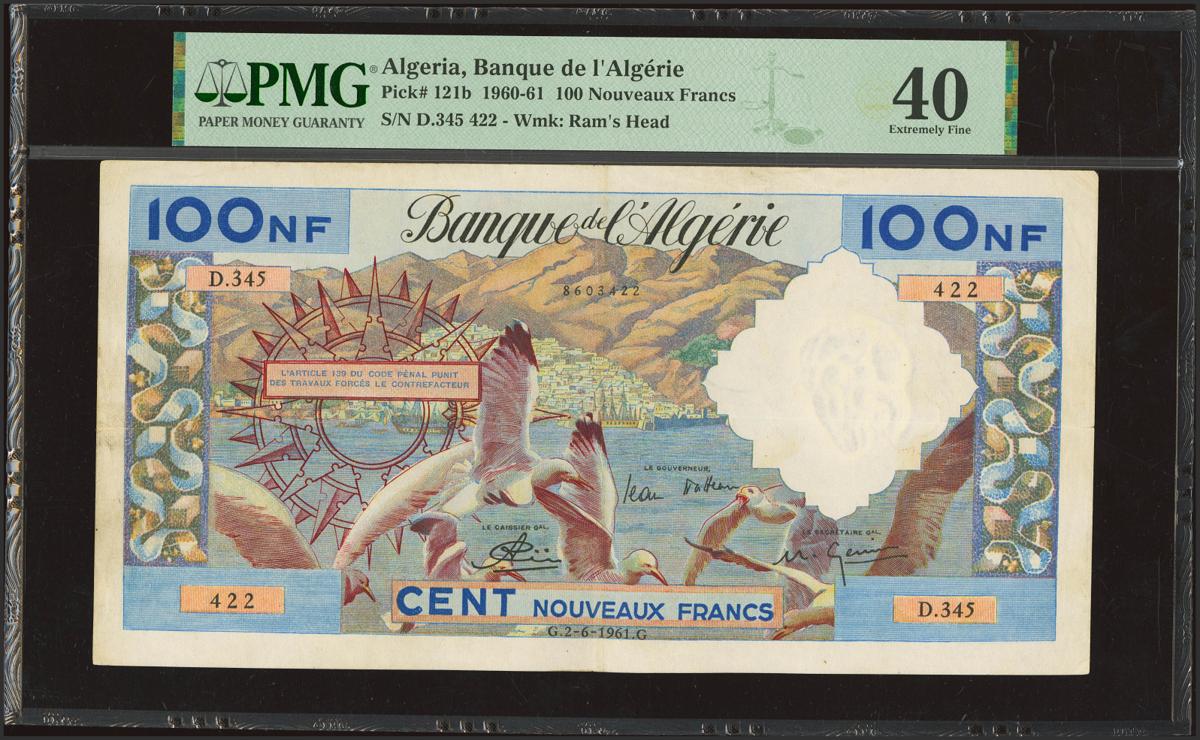 PMG®
PAPER MONEY GUARANTY
Algeria, Banque de l'Algérie
Pick# 121b 1960-61 100 Nouveaux Francs
S/N D.345 422 - Wmk: Ram's Head
40
Extremely Fine
100NF
Banque de l'Algérie
100NF
D.345
8603422
422
L'ARTICLE 139 DU CODE PÉNAL PUNIT
DES TRAVAUX FORCÉS LE CONTREFACTEUR
LE GOUVERNEUR,
LE CAISSIER GAL.
LE SECRÉTAIRE GAL.
422
CENT NOUVEAUX FRANCS
D.345
G.2-6-1961.G